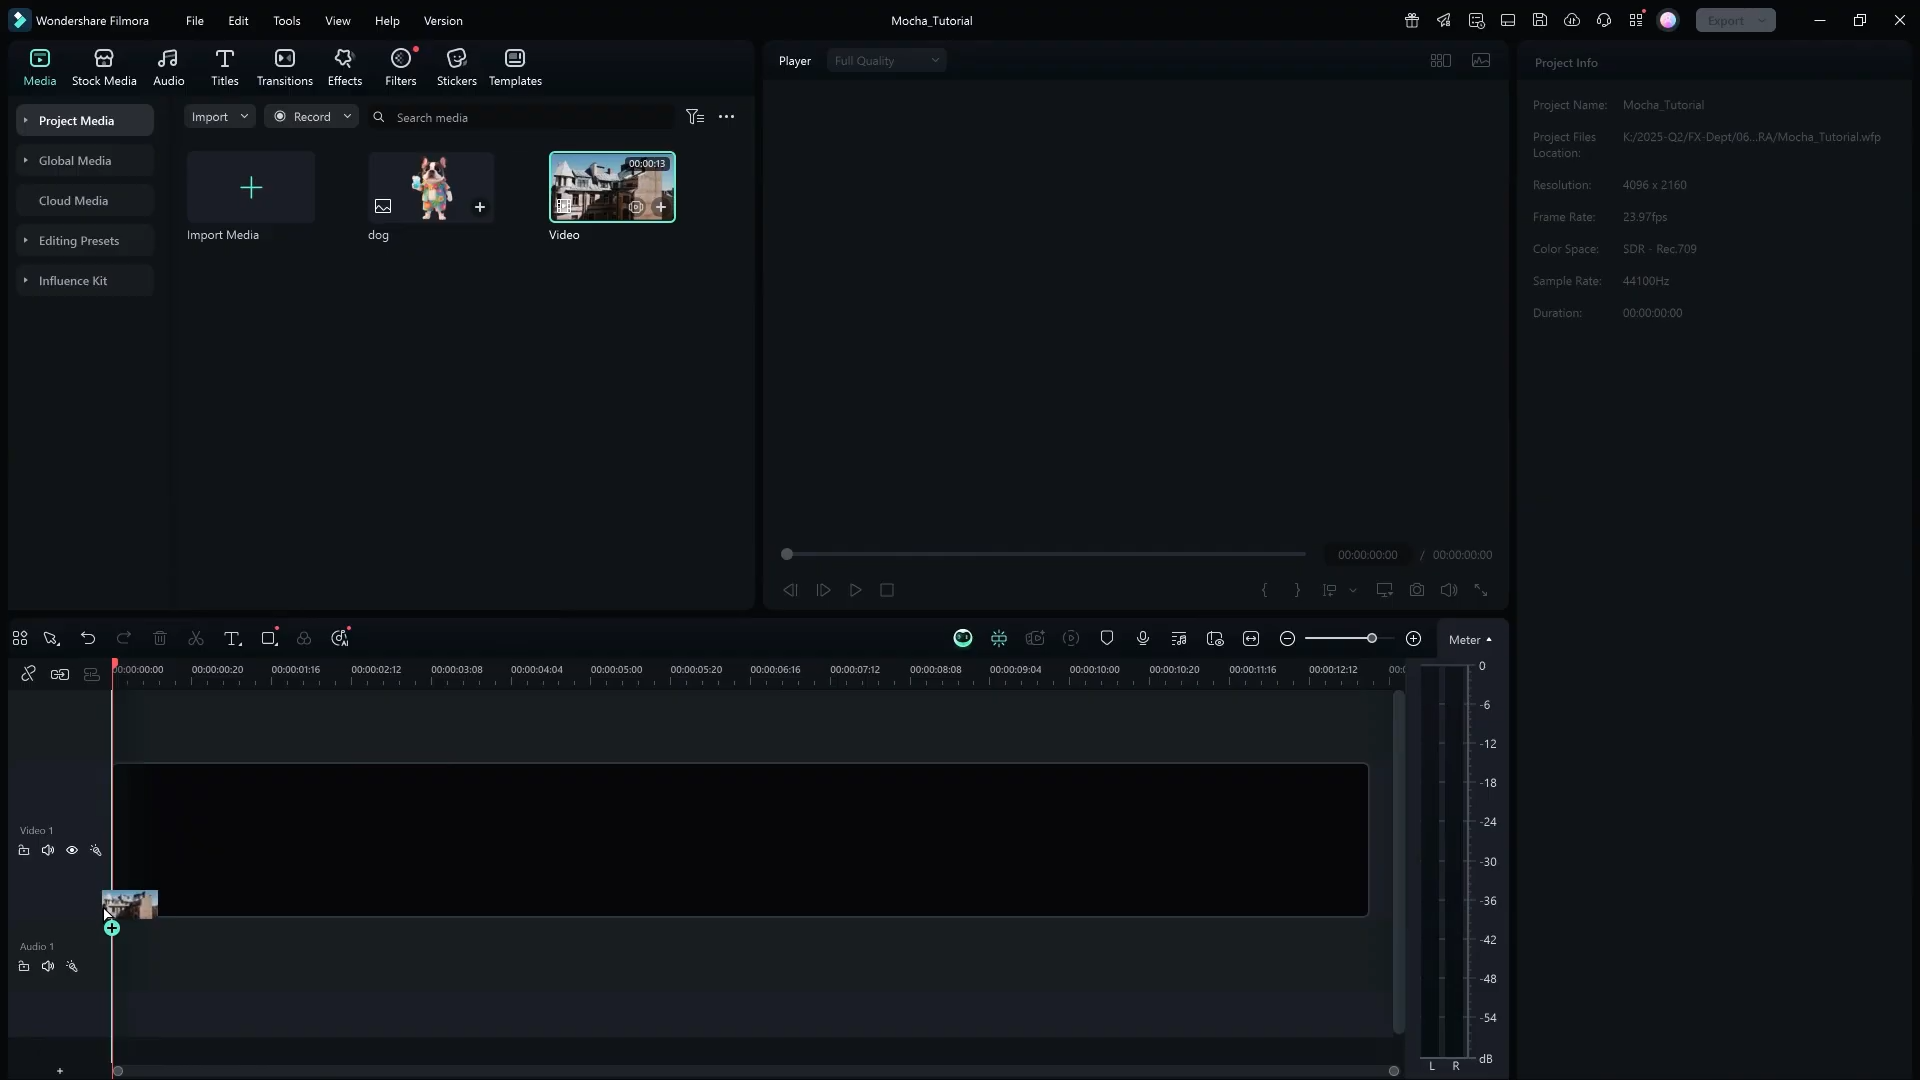 Wondershare Filmora
File
Edit
Tools
View
Help
Version
Mocha_Tutorial
Export
Media
Stock Media
Audio
Titles
Transitions
Effects
Filters
Stickers
Templates
Player
Full Quality
Project Info
Project Media
Global Media
Cloud Media
Editing Presets
Influence Kit
Import
Record
Search media
00:00:13
Import Media
dog
Video
Project Name: Mocha_Tutorial
Project Files Location: K:/2025-Q2/FX-Dept/06...RA/Mocha_Tutorial.wfp
Resolution: 4096 x 2160
Frame Rate: 23.97fps
Color Space: SDR - Rec.709
Sample Rate: 44100Hz
Duration: 00:00:00:00
00:00:00:00 / 00:00:00:00
Meter
00:00:00:00 00:00:00:20 00:00:01:16 00:00:02:12 00:00:03:08 00:00:04:04 00:00:05:00 00:00:05:20 00:00:06:16 00:00:07:12 00:00:08:08 00:00:09:04 00:00:10:00 00:00:10:20 00:00:11:16 00:00:12:12 00:0
Video 1
Audio 1
0
-6
-12
-18
-24
-30
-36
-42
-48
-54
dB
L R